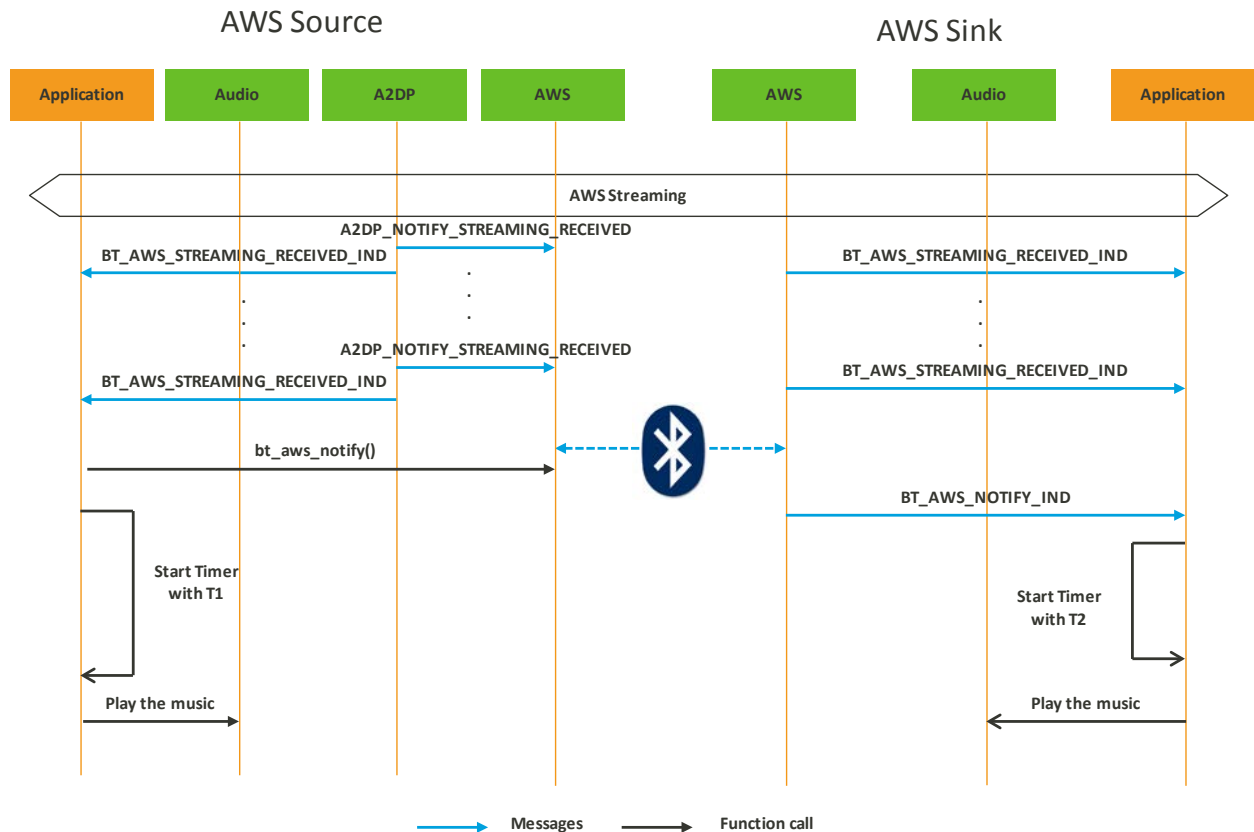 AWS Source
AWS Sink
Application
Audio
A2DP
AWS
AWS
Audio
Application
AWS Streaming
A2DP_NOTIFY_STREAMING_RECEIVED
BT_AWS_STREAMING_RECEIVED_IND
BT_AWS_STREAMING_RECEIVED_IND
A2DP_NOTIFY_STREAMING_RECEIVED
BT_AWS_STREAMING_RECEIVED_IND
BT_AWS_STREAMING_RECEIVED_IND
bt_aws_notify()
BT_AWS_NOTIFY_IND
Start Timer
with T1
Start Timer
with T2
Play the music
Play the music
Messages
Function call